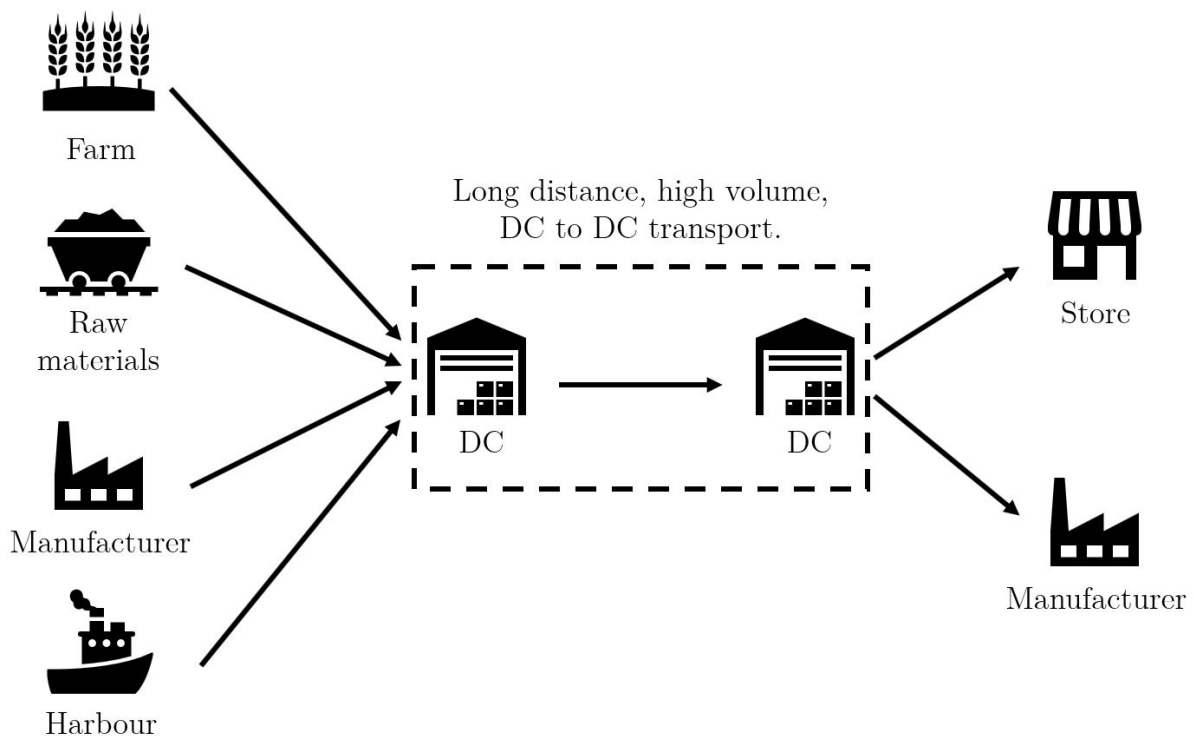 Farm
Raw
materials
Manufacturer
Harbour
Long distance, high volume,
DC to DC transport.
DC
DC
Store
Manufacturer